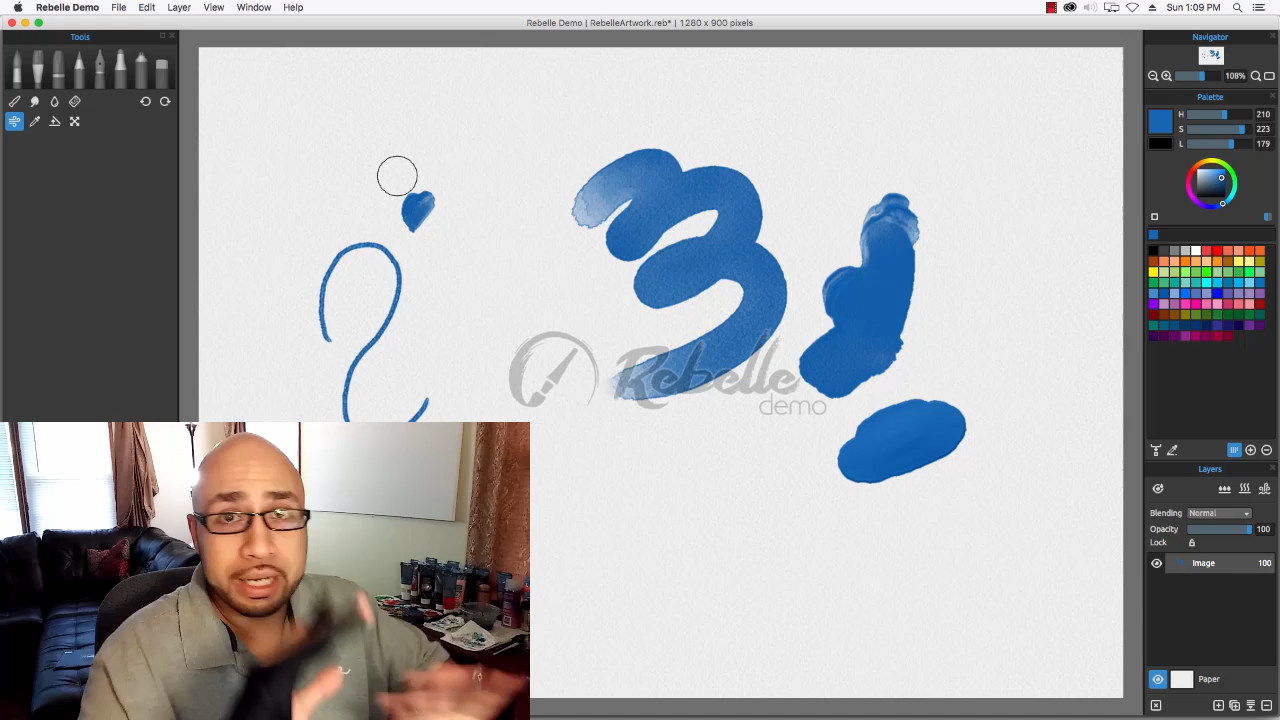 Rebelle Demo File Edit Layer View Window Help Sun 1:09 PM
Rebelle Demo | RebelleArtwork.reb* | 1280 x 900 pixels
Tools
Navigator
108%
Palette
H 210
S 223
L 179
Rebelle
demo
Layers
Blending Normal
Opacity 100
Lock
Image 100
Paper